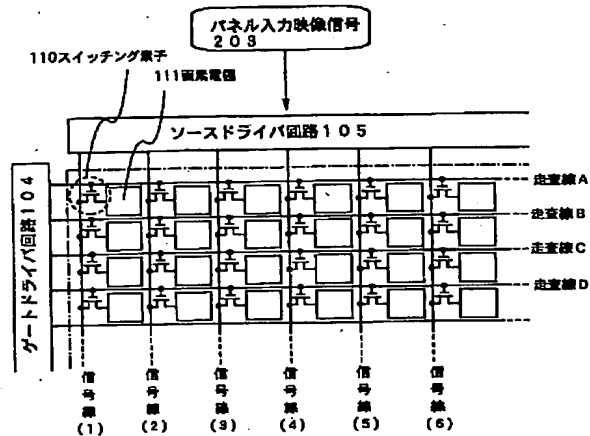 パネル入力映像信号
203
110スイッチング素子
111画素電極
ソースドライバ回路105
ゲートドライバ回路104
走査線A
走査線B
走査線C
走査線D
信号線(1)
信号線(2)
信号線(3)
信号線(4)
信号線(5)
信号線(6)